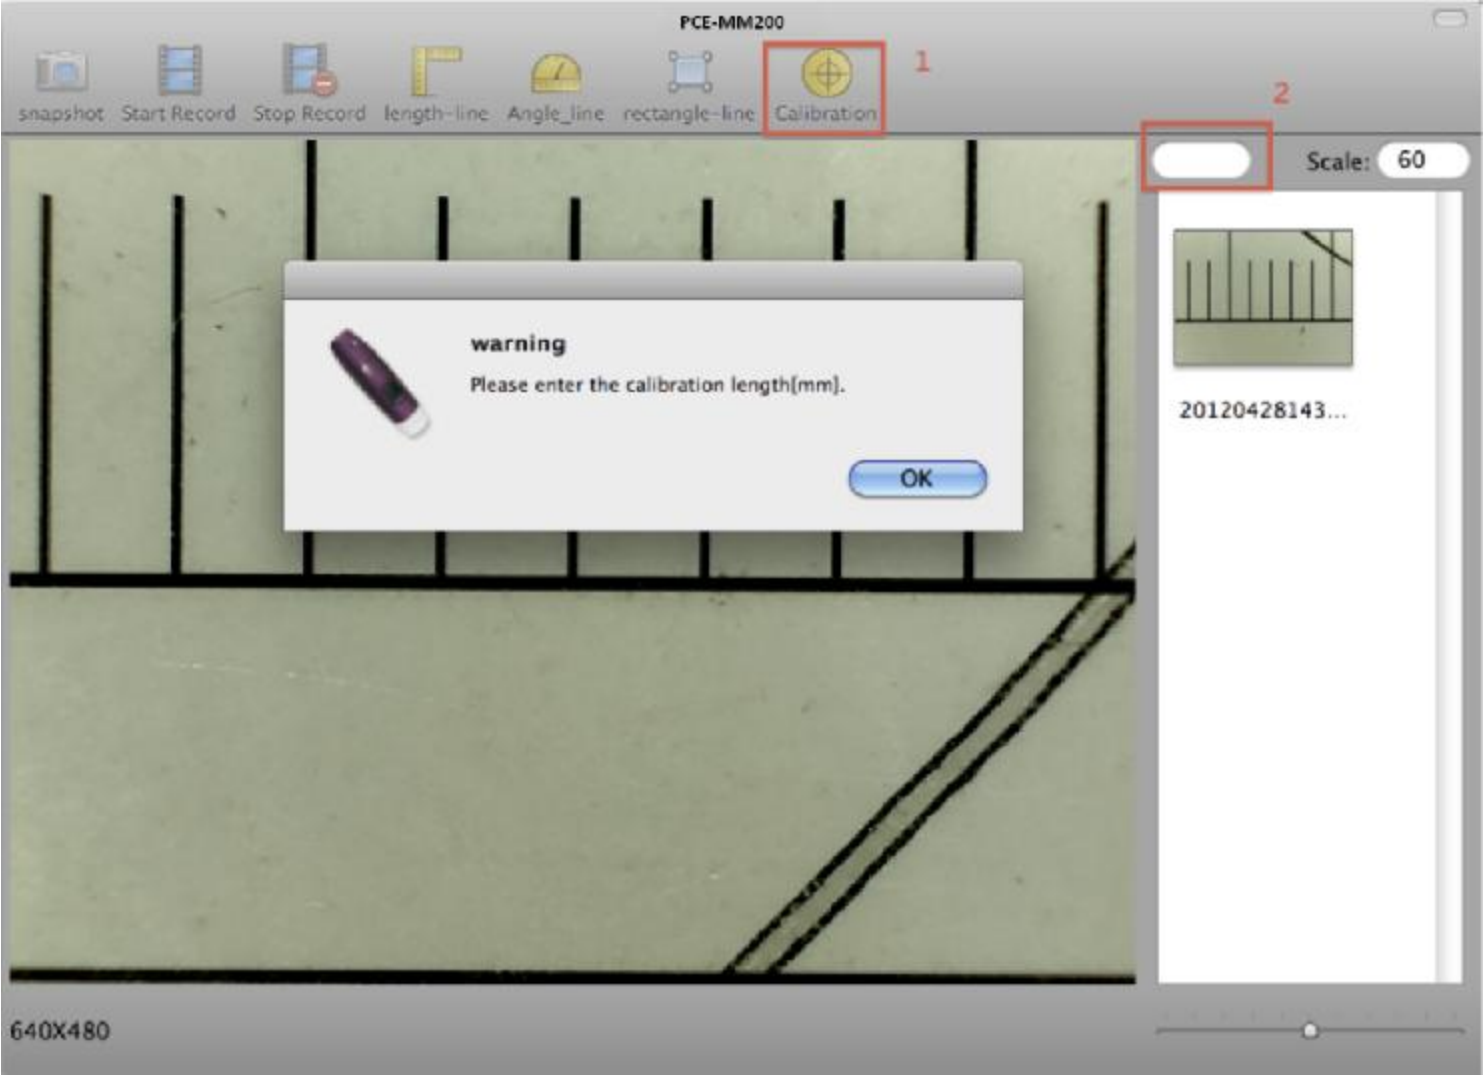 PCE-MM200
1
snapshot Start Record Stop Record length-line Angle_line rectangle-line Calibration
2
Scale: 60
warning
Please enter the calibration length(mm).
OK
20120428143...
640X480